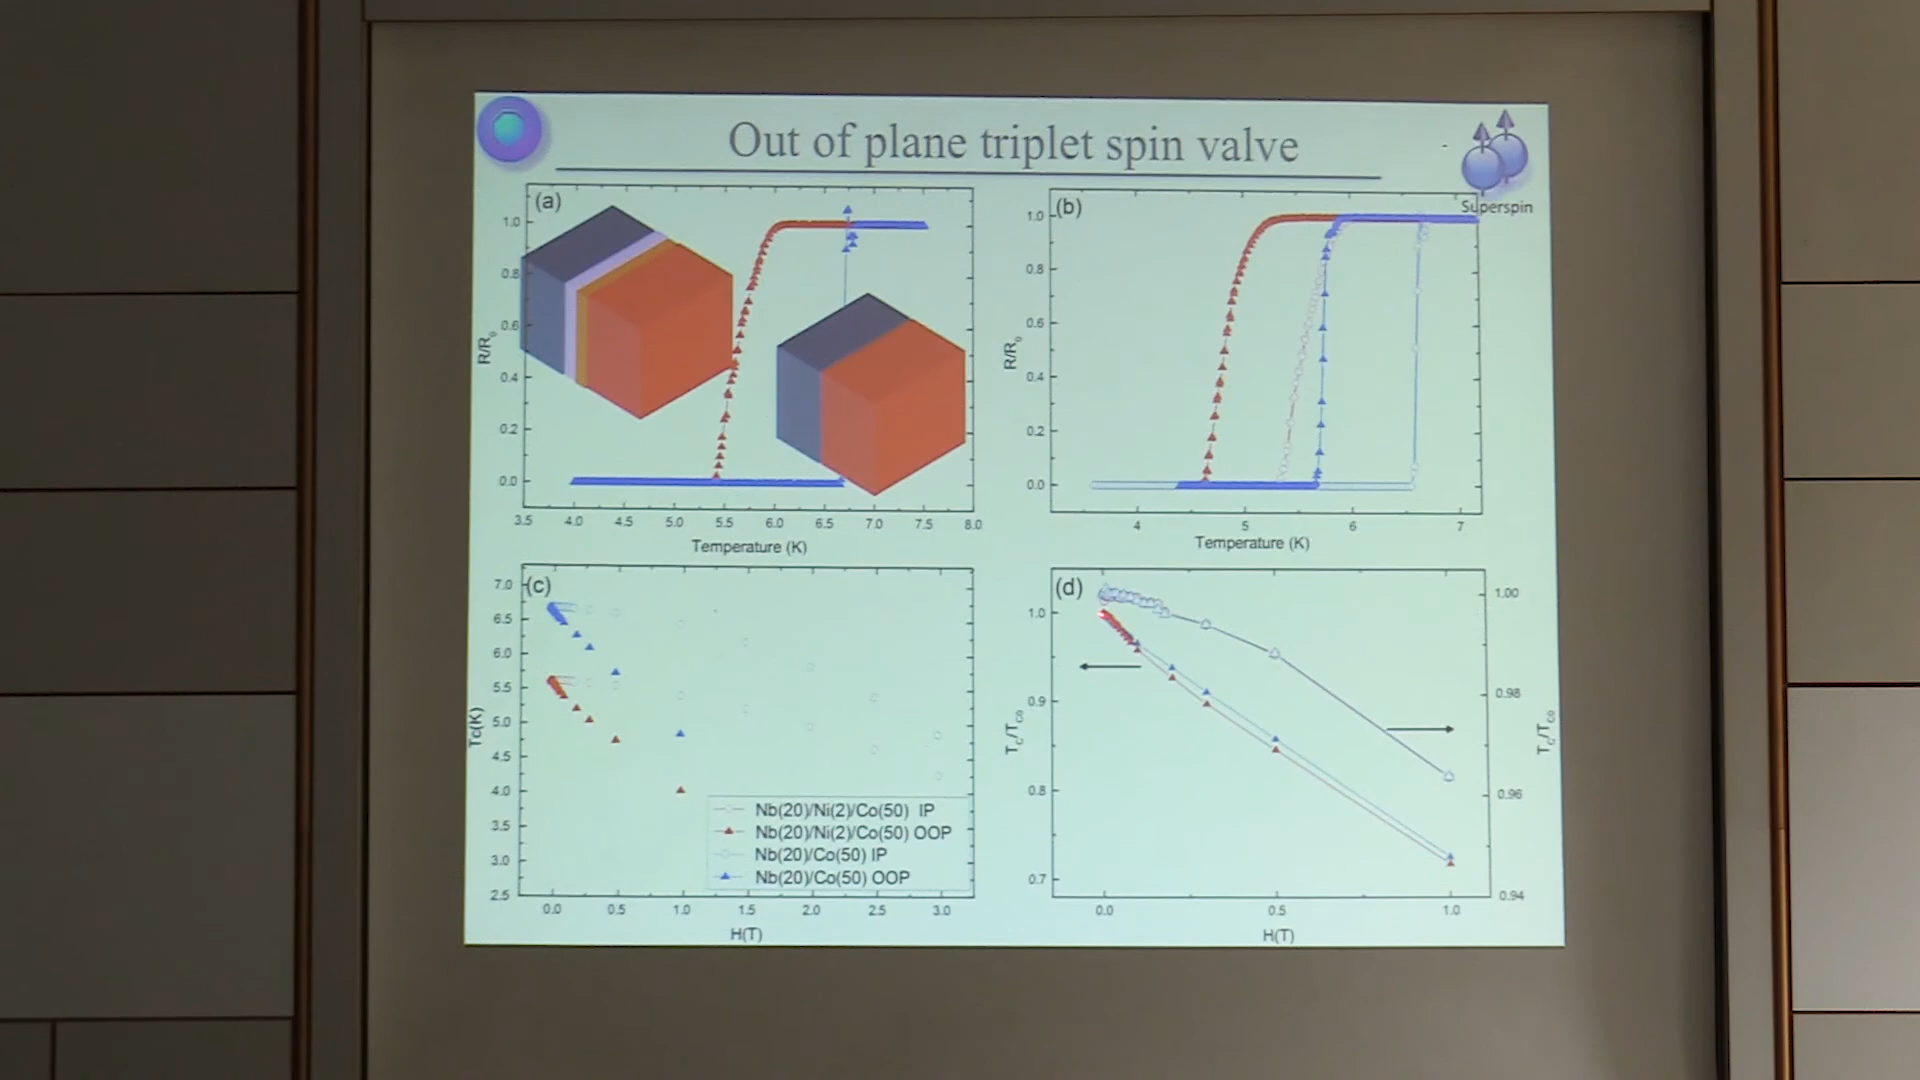 Out of plane triplet spin valve
Superspin
(a)
1.0
0.8
0.6
0.4
0.2
0.0
R/R₀
3.5 4.0 4.5 5.0 5.5 6.0 6.5 7.0 7.5 8.0
Temperature (K)
(b)
1.0
0.8
0.6
0.4
0.2
0.0
R/R₀
4 5 6 7
Temperature (K)
(c)
7.0
6.5
6.0
5.5
5.0
4.5
4.0
3.5
3.0
2.5
Tc(K)
Nb(20)/Ni(2)/Co(50) IP
Nb(20)/Ni(2)/Co(50) OOP
Nb(20)/Co(50) IP
Nb(20)/Co(50) OOP
0.0 0.5 1.0 1.5 2.0 2.5 3.0
H(T)
(d)
1.0
0.9
0.8
0.7
T_C/T_C0
1.00
0.98
0.96
0.94
T_C/T_C0
0.0 0.5 1.0
H(T)